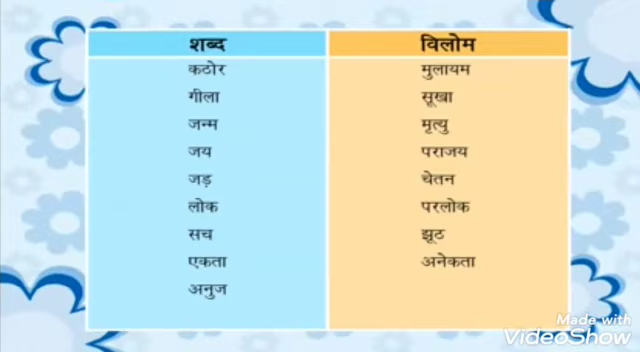 शब्द विलोम
कठोर मुलायम
गीला सूखा
जन्म मृत्यु
जय पराजय
जड़ चेतन
लोक परलोक
सच झूठ
एकता अनेकता
अनुज
Made with
VideoShow